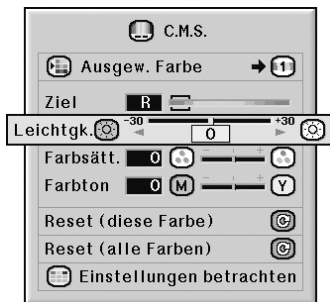 C.M.S.
Ausgew. Farbe 1
Ziel R
Leichtgk. -30 0 +30
Farbsätt. 0 - +
Farbton 0 M - + Y
Reset (diese Farbe)
Reset (alle Farben)
Einstellungen betrachten